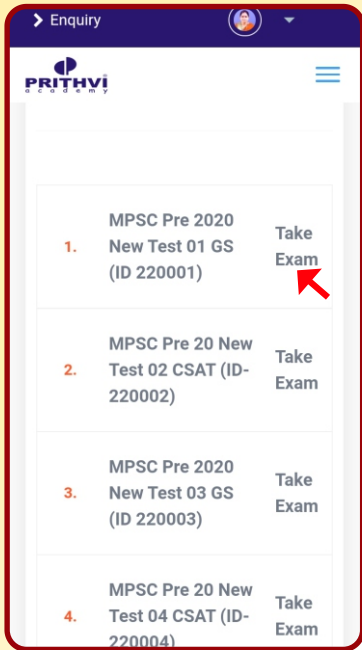 Enquiry
PRITHVI
academy
1.
MPSC Pre 2020
New Test 01 GS
(ID 220001)
Take
Exam
2.
MPSC Pre 20 New
Test 02 CSAT (ID-
220002)
Take
Exam
3.
MPSC Pre 2020
New Test 03 GS
(ID 220003)
Take
Exam
4.
MPSC Pre 20 New
Test 04 CSAT (ID-
220004)
Take
Exam